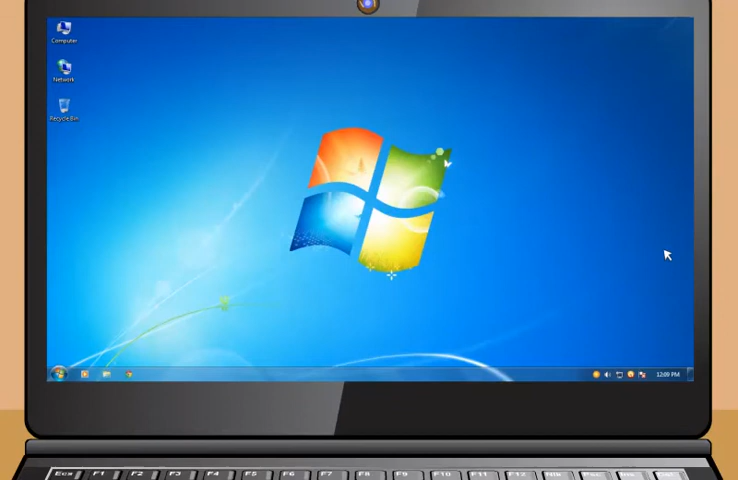 Computer
Network
Recycle Bin
12:09 PM
Esc F1 F2 F3 F4 F5 F6 F7 F8 F9 F10 F11 F12